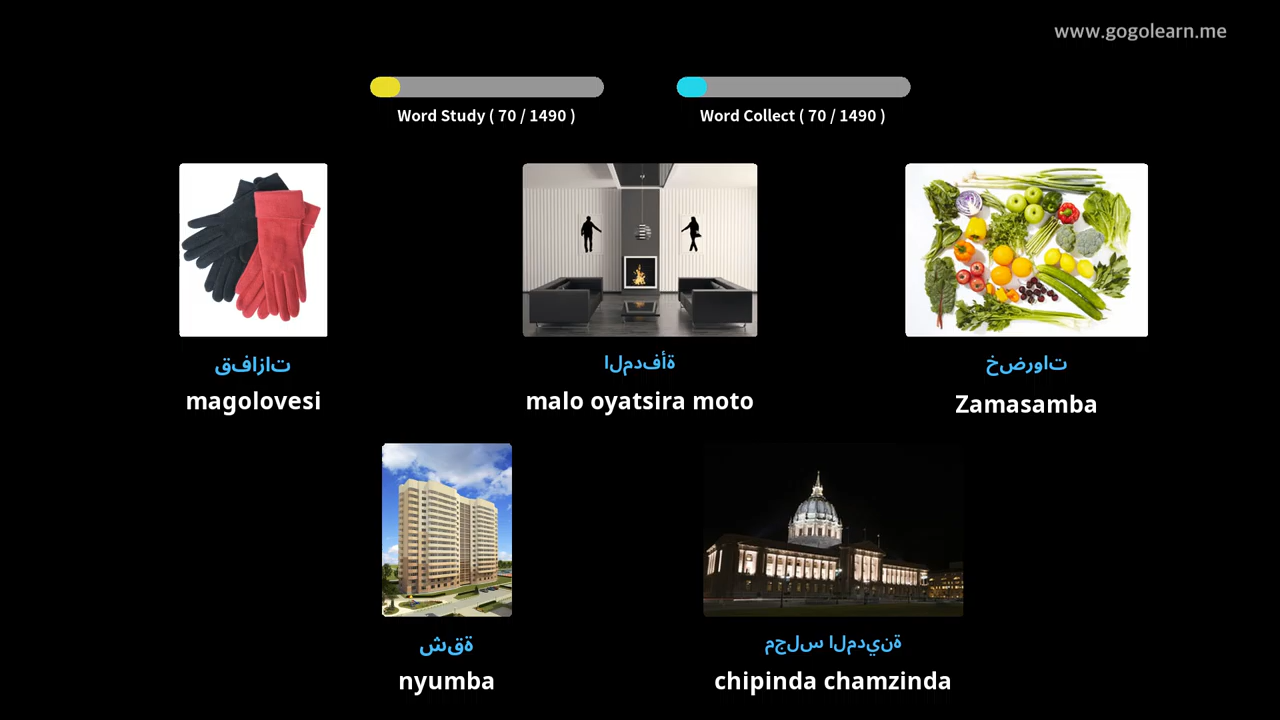 www.gogolearn.me
Word Study ( 70 / 1490 )
Word Collect ( 70 / 1490 )
قفازات
magolovesi
المدفأة
malo oyatsira moto
خضروات
Zamasamba
شقة
nyumba
مجلس المدينة
chipinda chamzinda